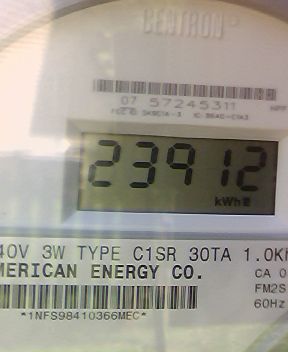 CENTRON
07 57245311
23912
kWh
40V 3W TYPE C1SR 30TA 1.0K
MERICAN ENERGY CO.
CA 0
FM2S
60Hz
*1NFS98410366MEC*